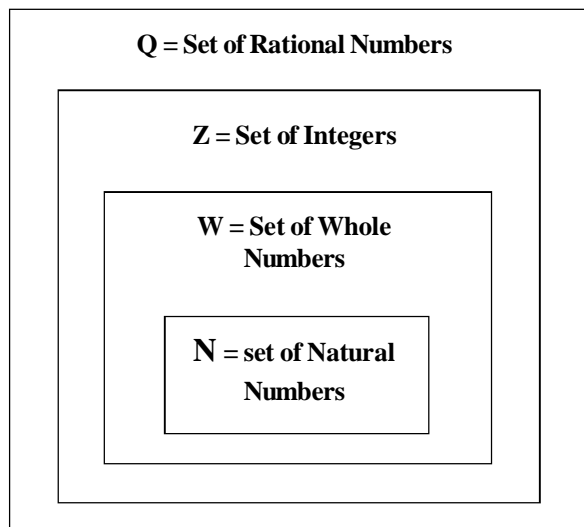 Q = Set of Rational Numbers
Z = Set of Integers
W = Set of Whole
Numbers
N = set of Natural
Numbers